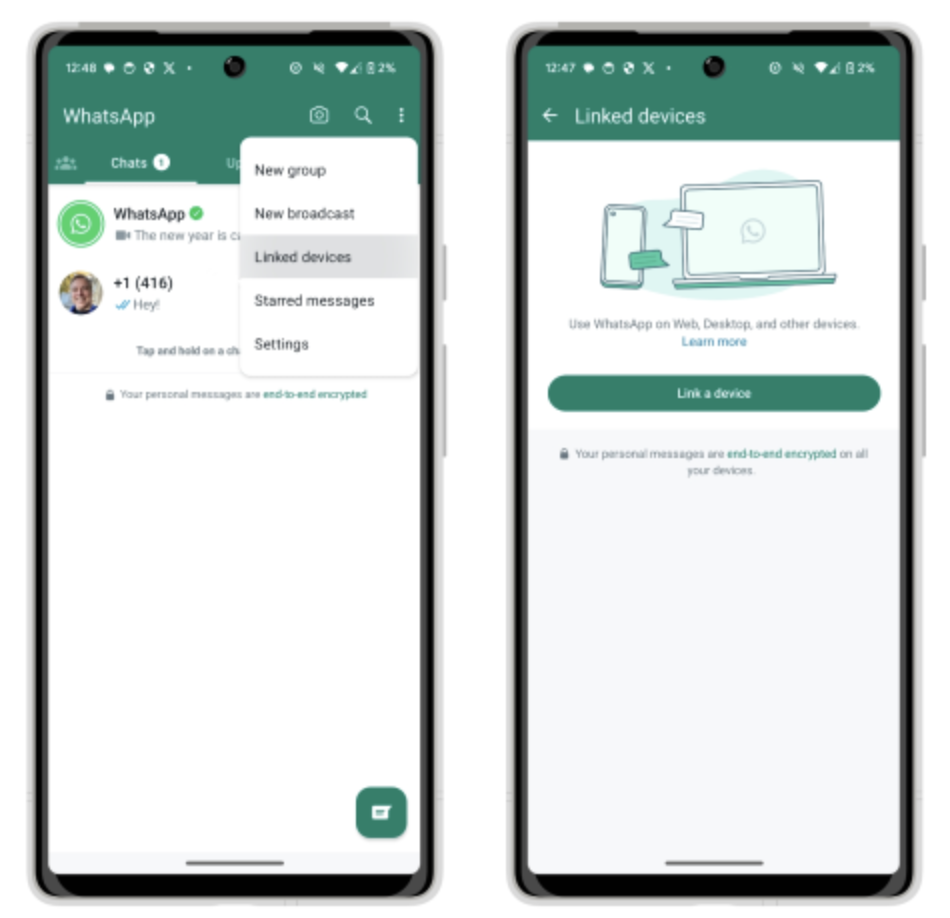 12:48
2%
WhatsApp
Chats 1
Up
New group
New broadcast
Linked devices
Starred messages
Settings
WhatsApp
The new year is ca
+1 (416)
Hey!
Tap and hold on a cha
Your personal messages are end-to-end encrypted
12:47
2%
Linked devices
Use WhatsApp on Web, Desktop, and other devices.
Learn more
Link a device
Your personal messages are end-to-end encrypted on all
your devices.